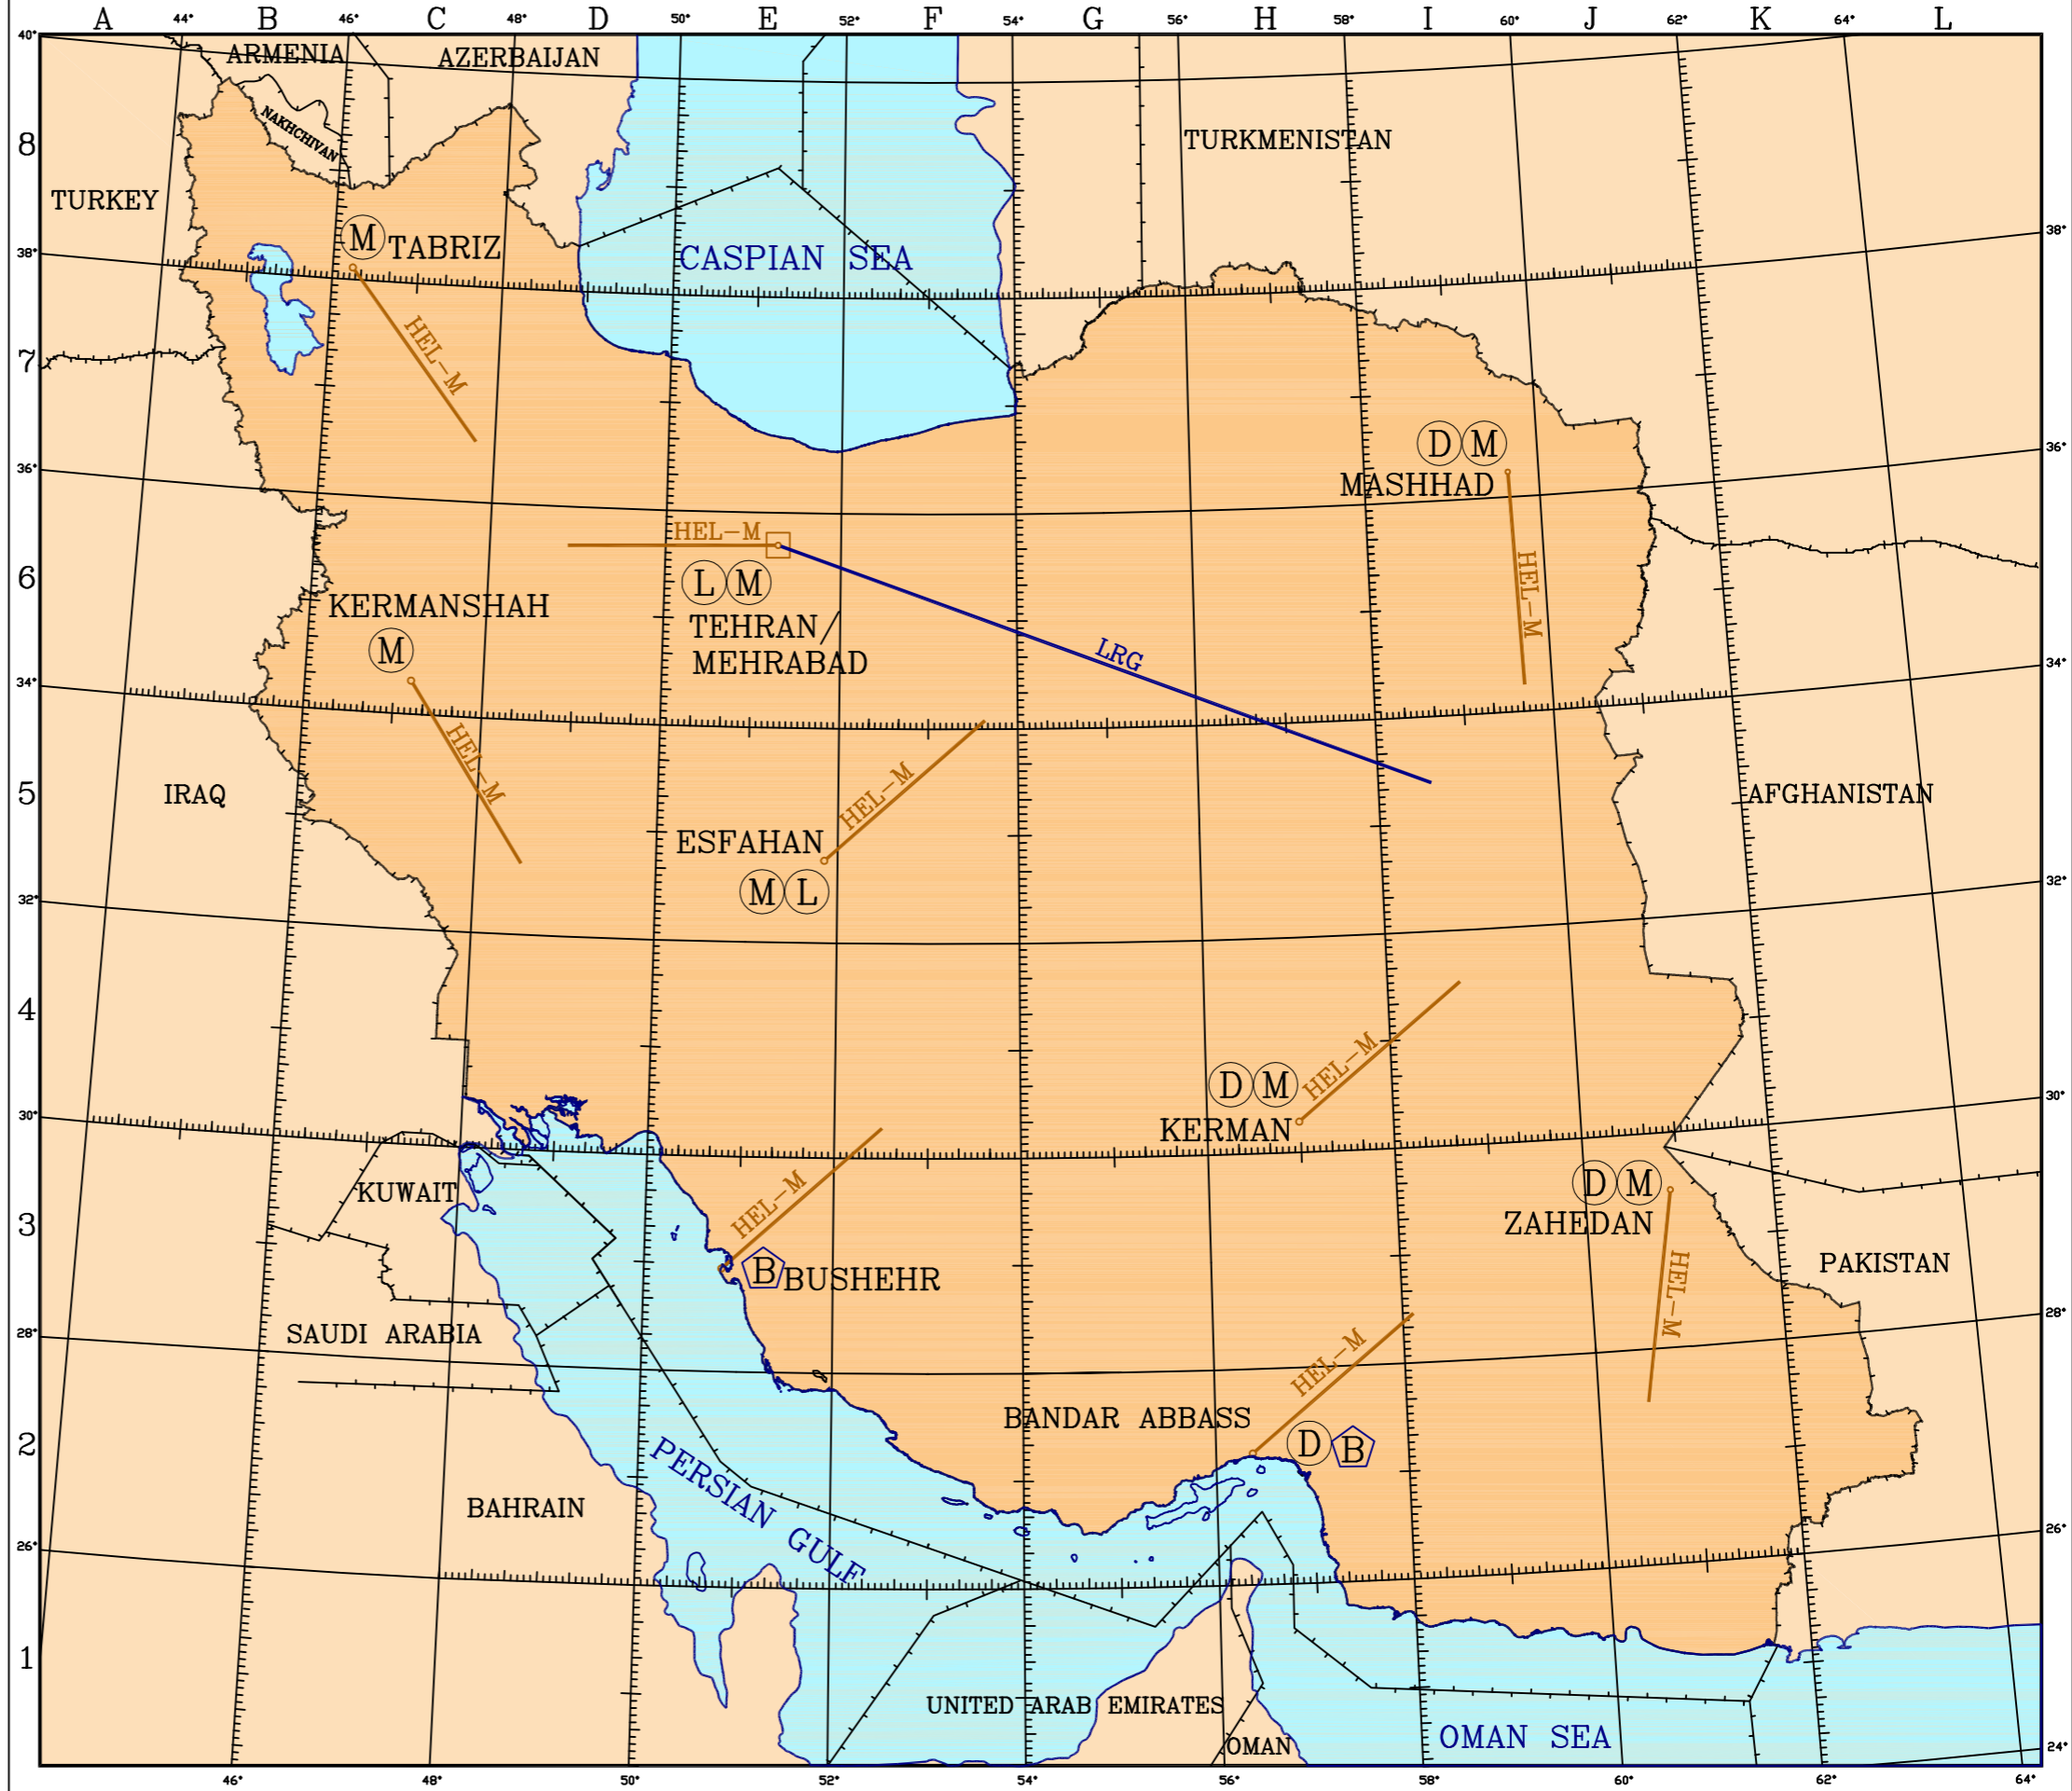 A B C D E F G H I J K L
44° 46° 48° 50° 52° 54° 56° 58° 60° 62° 64°
40°
ARMENIA
AZERBAIJAN
NAKHCHIVAN
8
TURKMENISTAN
TURKEY
M TABRIZ
CASPIAN SEA
38°
38°
HEL-M
7
D M
MASHHAD
36°
36°
HEL-M
L M
TEHRAN/
MEHRABAD
HEL-M
6
KERMANSHAH
M
LRG
34°
34°
HEL-M
HEL-M
5
IRAQ
AFGHANISTAN
ESFAHAN
M L
32°
32°
4
HEL-M
D M
KERMAN
30°
30°
HEL-M
D M
ZAHEDAN
KUWAIT
3
B BUSHEHR
HEL-M
PAKISTAN
28°
28°
SAUDI ARABIA
HEL-M
BANDAR ABBASS
D B
2
PERSIAN GULF
BAHRAIN
26°
26°
1
UNITED ARAB EMIRATES
OMAN
OMAN SEA
24°
46° 48° 50° 52° 54° 56° 58° 60° 62° 64°